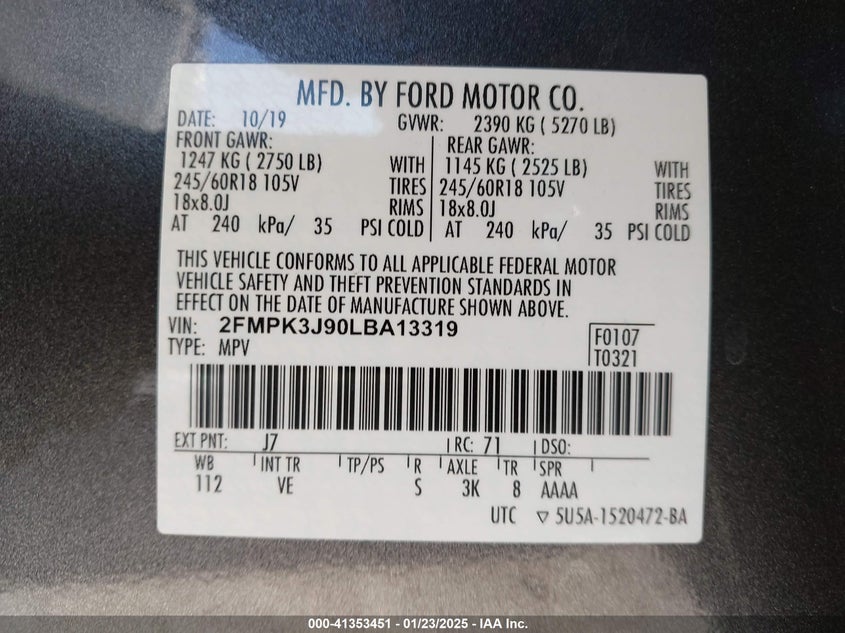 MFD. BY FORD MOTOR CO.
DATE: 10/19 GVWR: 2390 KG ( 5270 LB)
FRONT GAWR: REAR GAWR:
1247 KG ( 2750 LB) WITH 1145 KG ( 2525 LB) WITH
245/60R18 105V TIRES 245/60R18 105V TIRES
18x8.0J RIMS 18x8.0J RIMS
AT 240 kPa/ 35 PSI COLD AT 240 kPa/ 35 PSI COLD
THIS VEHICLE CONFORMS TO ALL APPLICABLE FEDERAL MOTOR
VEHICLE SAFETY AND THEFT PREVENTION STANDARDS IN
EFFECT ON THE DATE OF MANUFACTURE SHOWN ABOVE.
VIN: 2FMPK3J90LBA13319 F0107
TYPE: MPV T0321
EXT PNT: J7 RC: 71 DSO:
WB INT TR TP/PS R AXLE TR SPR
112 VE S 3K 8 AAAA
UTC ▽ 5U5A-1520472-BA
000-41353451 - 01/23/2025 - IAA Inc.